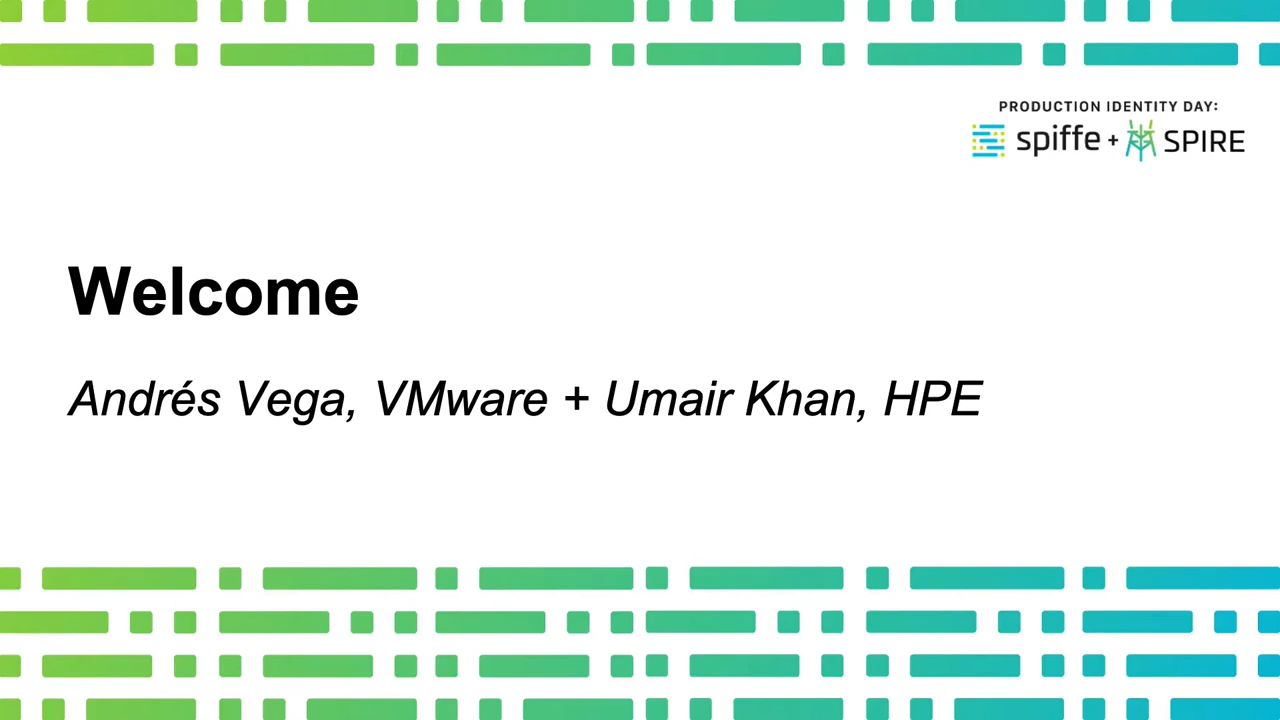 PRODUCTION IDENTITY DAY:
spiffe + SPIRE
Welcome
Andrés Vega, VMware + Umair Khan, HPE